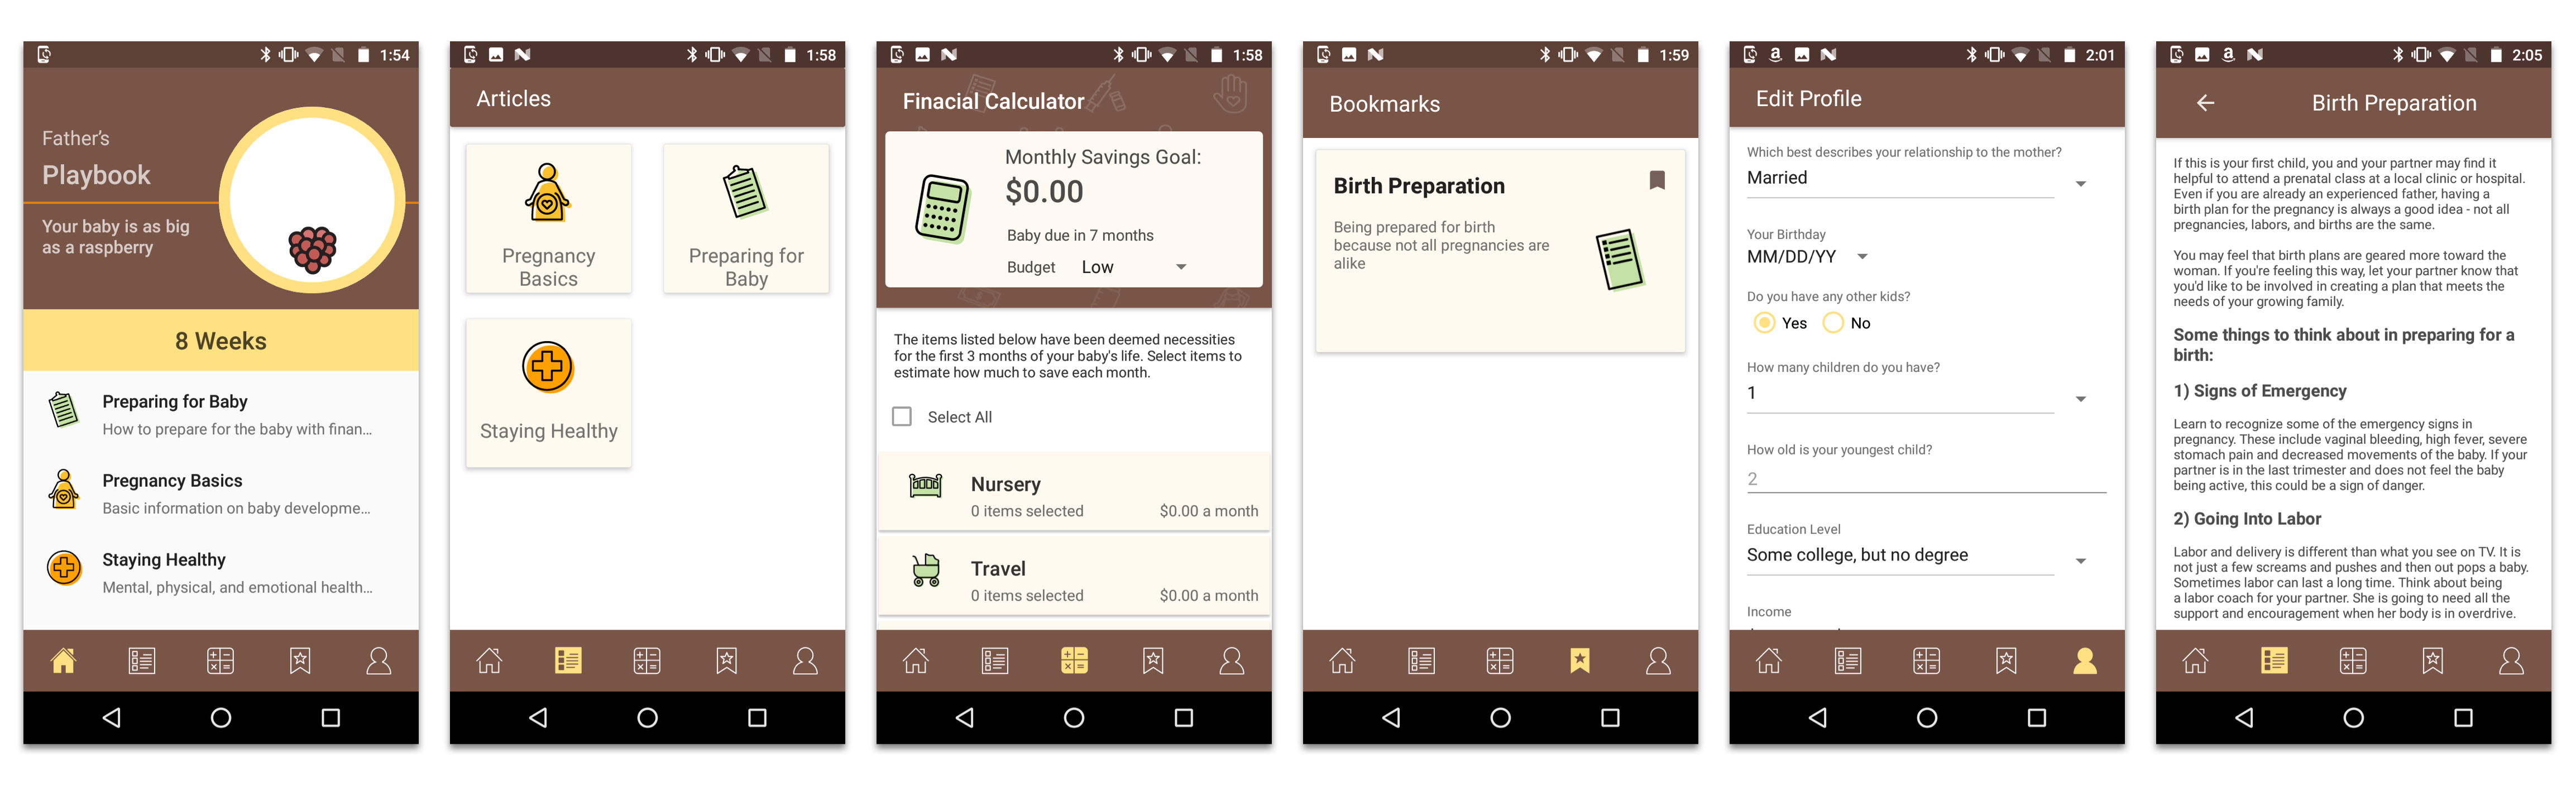 1:54
Father's
Playbook
Your baby is as big
as a raspberry
8 Weeks
Preparing for Baby
How to prepare for the baby with finan...
Pregnancy Basics
Basic information on baby developme...
Staying Healthy
Mental, physical, and emotional health...
1:58
Articles
Pregnancy
Basics
Preparing for
Baby
Staying Healthy
1:58
Finacial Calculator
Monthly Savings Goal:
$0.00
Baby due in 7 months
Budget Low
The items listed below have been deemed necessities
for the first 3 months of your baby's life. Select items to
estimate how much to save each month.
Select All
Nursery
0 items selected $0.00 a month
Travel
0 items selected $0.00 a month
1:59
Bookmarks
Birth Preparation
Being prepared for birth
because not all pregnancies are
alike
2:01
Edit Profile
Which best describes your relationship to the mother?
Married
Your Birthday
MM/DD/YY
Do you have any other kids?
Yes No
How many children do you have?
1
How old is your youngest child?
2
Education Level
Some college, but no degree
Income
2:05
Birth Preparation
If this is your first child, you and your partner may find it
helpful to attend a prenatal class at a local clinic or hospital.
Even if you are already an experienced father, having a
birth plan for the pregnancy is always a good idea - not all
pregnancies, labors, and births are the same.
You may feel that birth plans are geared more toward the
woman. If you're feeling this way, let your partner know that
you'd like to be involved in creating a plan that meets the
needs of your growing family.
Some things to think about in preparing for a
birth:
1) Signs of Emergency
Learn to recognize some of the emergency signs in
pregnancy. These include vaginal bleeding, high fever, severe
stomach pain and decreased movements of the baby. If your
partner is in the last trimester and does not feel the baby
being active, this could be a sign of danger.
2) Going Into Labor
Labor and delivery is different than what you see on TV. It is
not just a few screams and pushes and then out pops a baby.
Sometimes labor can last a long time. Think about being
a labor coach for your partner. She is going to need all the
support and encouragement when her body is in overdrive.